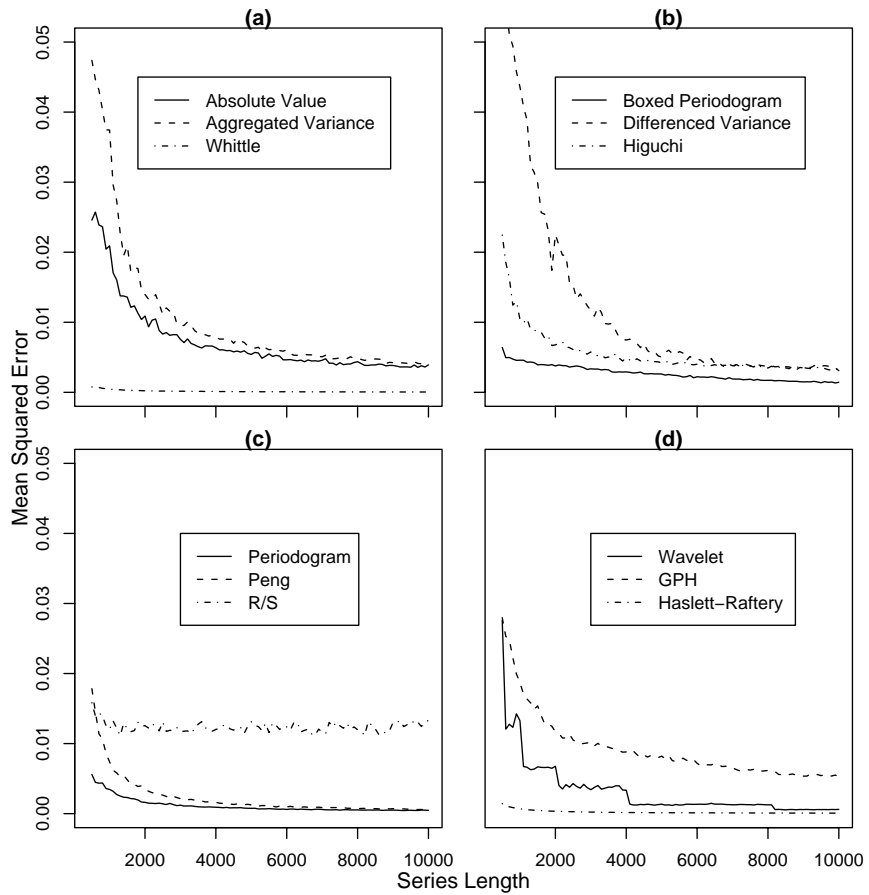 (a)
(b)
0.00
0.01
0.02
0.03
0.04
0.05
Absolute Value
Aggregated Variance
Whittle
Boxed Periodogram
Differenced Variance
Higuchi
Mean Squared Error
(c)
(d)
0.00
0.01
0.02
0.03
0.04
0.05
Periodogram
Peng
R/S
Wavelet
GPH
Haslett−Raftery
2000 4000 6000 8000 10000
2000 4000 6000 8000 10000
Series Length